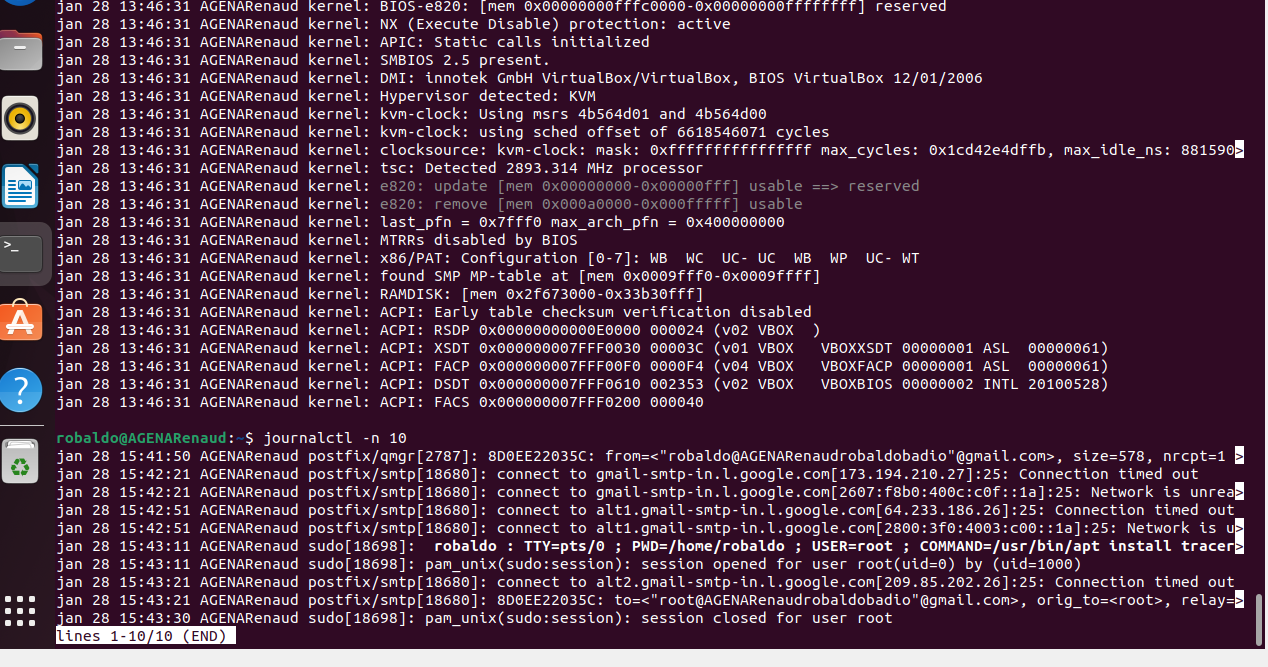 jan 28 13:46:31 AGENARenaud kernel: BIOS-e820: [mem 0x00000000fffc0000-0x00000000ffffffff] reserved
jan 28 13:46:31 AGENARenaud kernel: NX (Execute Disable) protection: active
jan 28 13:46:31 AGENARenaud kernel: APIC: Static calls initialized
jan 28 13:46:31 AGENARenaud kernel: SMBIOS 2.5 present.
jan 28 13:46:31 AGENARenaud kernel: DMI: innotek GmbH VirtualBox/VirtualBox, BIOS VirtualBox 12/01/2006
jan 28 13:46:31 AGENARenaud kernel: Hypervisor detected: KVM
jan 28 13:46:31 AGENARenaud kernel: kvm-clock: Using msrs 4b564d01 and 4b564d00
jan 28 13:46:31 AGENARenaud kernel: kvm-clock: using sched offset of 6618546071 cycles
jan 28 13:46:31 AGENARenaud kernel: clocksource: kvm-clock: mask: 0xffffffffffffffff max_cycles: 0x1cd42e4dffb, max_idle_ns: 881590>
jan 28 13:46:31 AGENARenaud kernel: tsc: Detected 2893.314 MHz processor
jan 28 13:46:31 AGENARenaud kernel: e820: update [mem 0x00000000-0x00000fff] usable ==> reserved
jan 28 13:46:31 AGENARenaud kernel: e820: remove [mem 0x000a0000-0x000fffff] usable
jan 28 13:46:31 AGENARenaud kernel: last_pfn = 0x7fff0 max_arch_pfn = 0x400000000
jan 28 13:46:31 AGENARenaud kernel: MTRRs disabled by BIOS
jan 28 13:46:31 AGENARenaud kernel: x86/PAT: Configuration [0-7]: WB  WC  UC- UC  WB  WP  UC- WT
jan 28 13:46:31 AGENARenaud kernel: found SMP MP-table at [mem 0x0009fff0-0x0009ffff]
jan 28 13:46:31 AGENARenaud kernel: RAMDISK: [mem 0x2f673000-0x33b30fff]
jan 28 13:46:31 AGENARenaud kernel: ACPI: Early table checksum verification disabled
jan 28 13:46:31 AGENARenaud kernel: ACPI: RSDP 0x00000000000E0000 000024 (v02 VBOX  )
jan 28 13:46:31 AGENARenaud kernel: ACPI: XSDT 0x000000007FFF0030 00003C (v01 VBOX   VBOXXSDT 00000001 ASL  00000061)
jan 28 13:46:31 AGENARenaud kernel: ACPI: FACP 0x000000007FFF00F0 0000F4 (v04 VBOX   VBOXFACP 00000001 ASL  00000061)
jan 28 13:46:31 AGENARenaud kernel: ACPI: DSDT 0x000000007FFF0610 002353 (v02 VBOX   VBOXBIOS 00000002 INTL 20100528)
jan 28 13:46:31 AGENARenaud kernel: ACPI: FACS 0x000000007FFF0200 000040
robaldo@AGENARenaud:~$ journalctl -n 10
jan 28 15:41:50 AGENARenaud postfix/qmgr[2787]: 8D0EE22035C: from=<"robaldo@AGENARenaudrobaldobadio"@gmail.com>, size=578, nrcpt=1 >
jan 28 15:42:21 AGENARenaud postfix/smtp[18680]: connect to gmail-smtp-in.l.google.com[173.194.210.27]:25: Connection timed out
jan 28 15:42:21 AGENARenaud postfix/smtp[18680]: connect to gmail-smtp-in.l.google.com[2607:f8b0:400c:c0f::1a]:25: Network is unrea>
jan 28 15:42:51 AGENARenaud postfix/smtp[18680]: connect to alt1.gmail-smtp-in.l.google.com[64.233.186.26]:25: Connection timed out
jan 28 15:42:51 AGENARenaud postfix/smtp[18680]: connect to alt1.gmail-smtp-in.l.google.com[2800:3f0:4003:c00::1a]:25: Network is u>
jan 28 15:43:11 AGENARenaud sudo[18698]:  robaldo : TTY=pts/0 ; PWD=/home/robaldo ; USER=root ; COMMAND=/usr/bin/apt install tracer>
jan 28 15:43:11 AGENARenaud sudo[18698]: pam_unix(sudo:session): session opened for user root(uid=0) by (uid=1000)
jan 28 15:43:21 AGENARenaud postfix/smtp[18680]: connect to alt2.gmail-smtp-in.l.google.com[209.85.202.26]:25: Connection timed out
jan 28 15:43:21 AGENARenaud postfix/smtp[18680]: 8D0EE22035C: to=<"root@AGENARenaudrobaldobadio"@gmail.com>, orig_to=<root>, relay=>
jan 28 15:43:30 AGENARenaud sudo[18698]: pam_unix(sudo:session): session closed for user root
lines 1-10/10 (END)